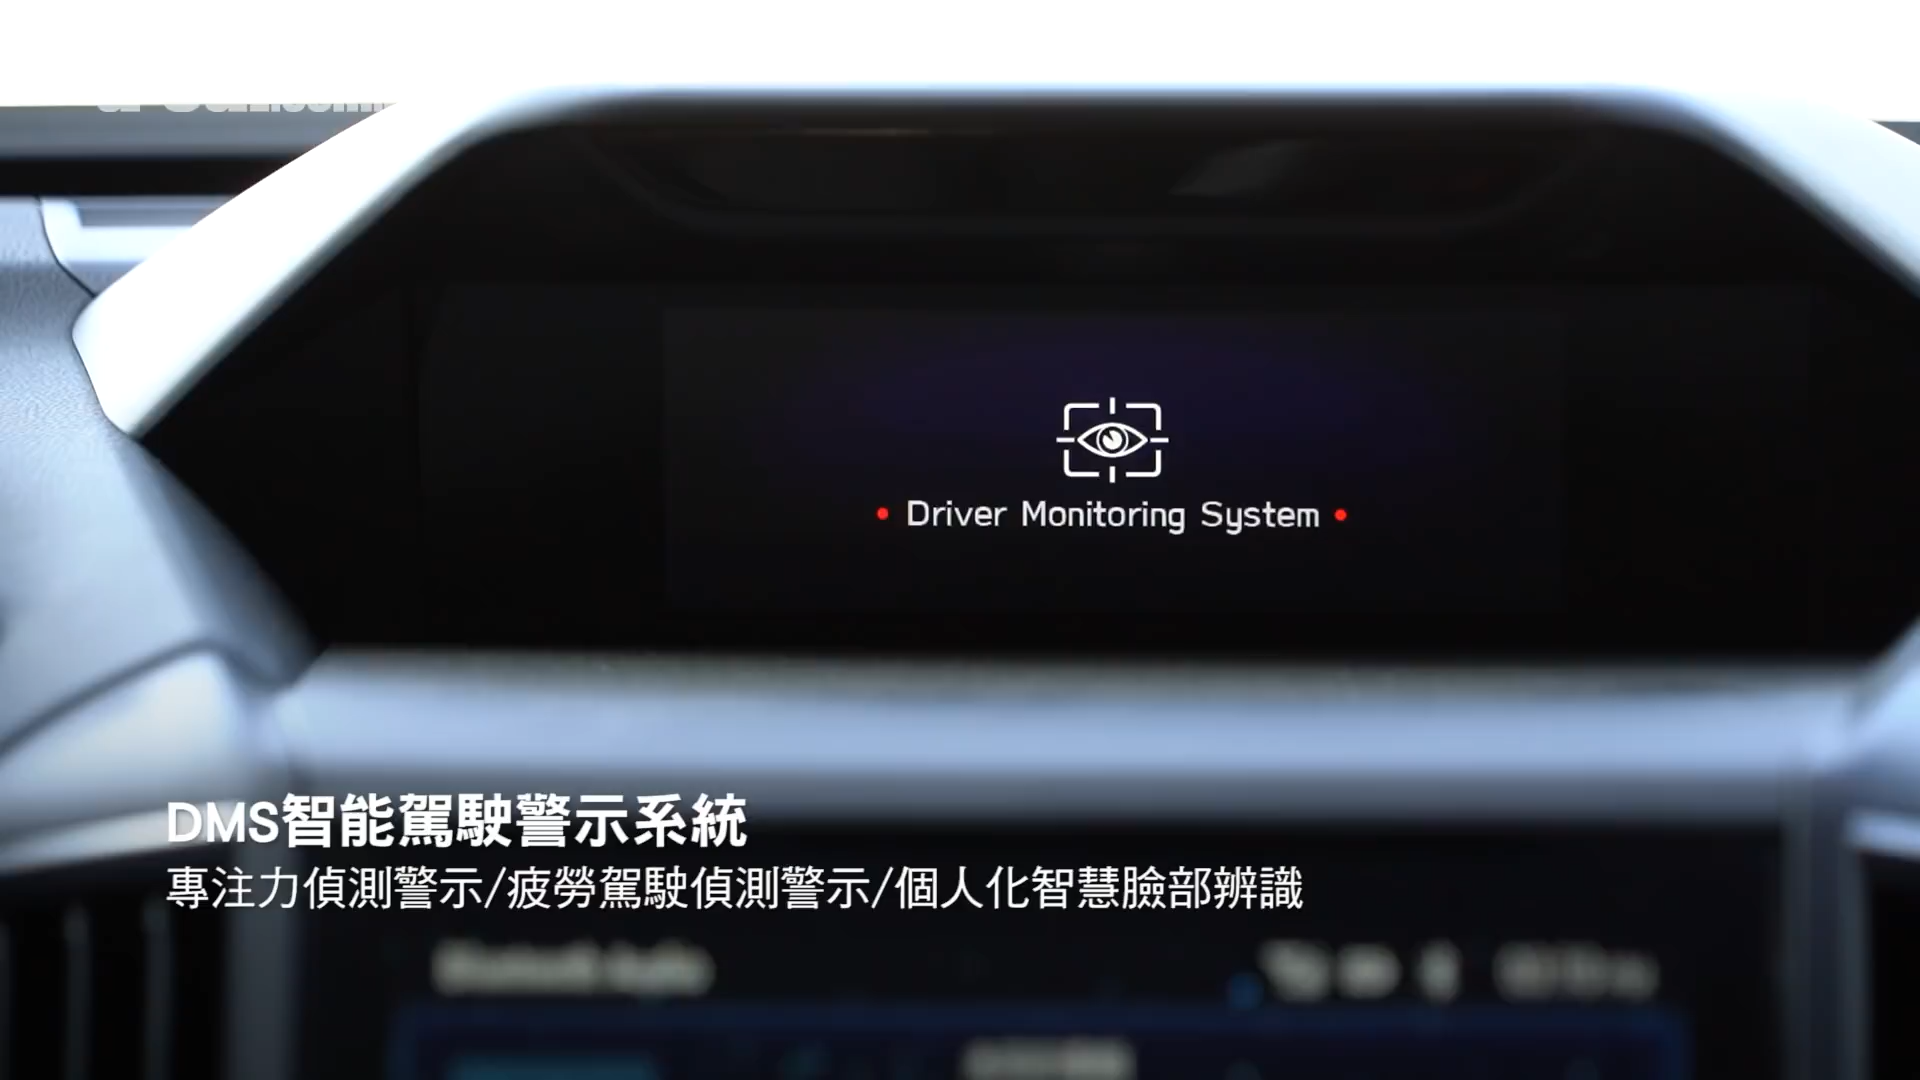 Driver Monitoring System
DMS智能駕駛警示系統
專注力偵測警示/疲勞駕駛偵測警示/個人化智慧臉部辨識